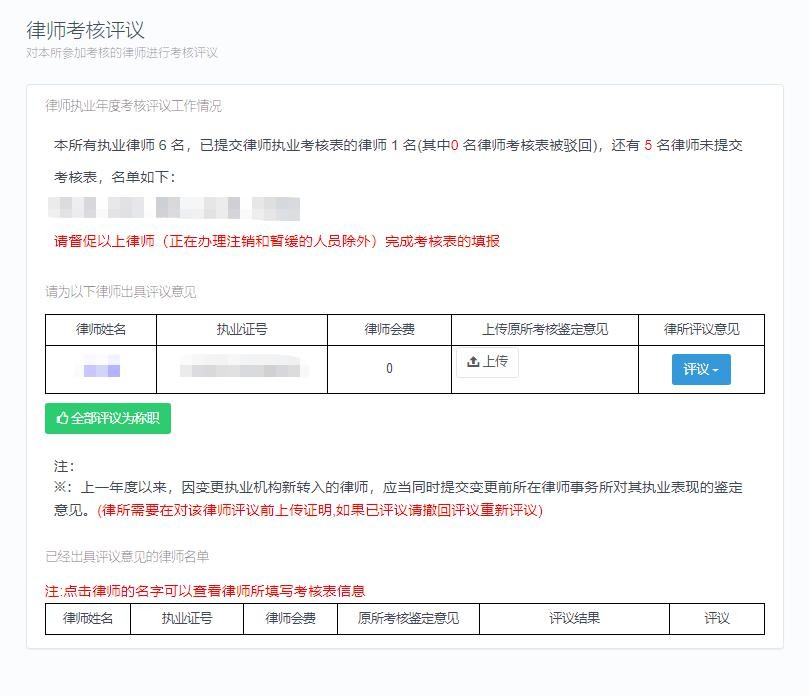 律师考核评议
对本所参加考核的律师进行考核评议
律师执业年度考核评议工作情况
本所有执业律师 6 名，已提交律师执业考核表的律师 1 名(其中0 名律师考核表被驳回)，还有 5 名律师未提交
考核表，名单如下：
请督促以上律师（正在办理注销和暂缓的人员除外）完成考核表的填报
请为以下律师出具评议意见
律师姓名 执业证号 律师会费 上传原所考核鉴定意见 律所评议意见
0 上传 评议
全部评议为称职
注：
※：上一年度以来，因变更执业机构新转入的律师，应当同时提交变更前所在律师事务所对其执业表现的鉴定
意见。(律所需要在对该律师评议前上传证明,如果已评议请撤回评议重新评议)
已经出具评议意见的律师名单
注:点击律师的名字可以查看律师所填写考核表信息
律师姓名 执业证号 律师会费 原所考核鉴定意见 评议结果 评议